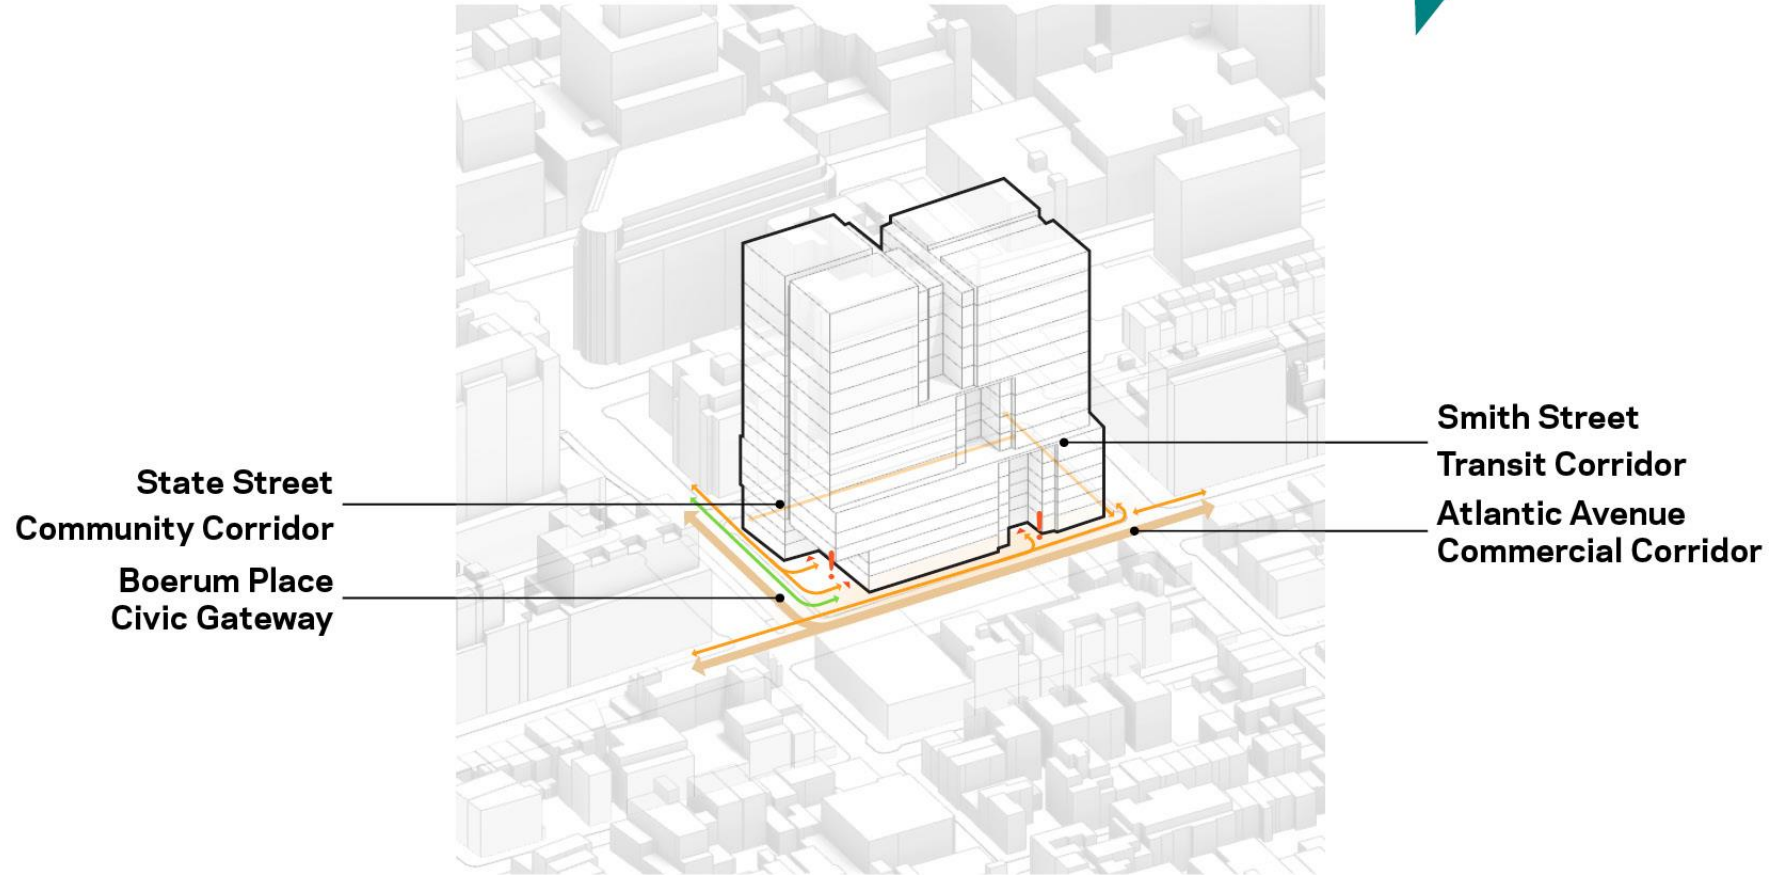 State Street
Community Corridor
Boerum Place
Civic Gateway
Smith Street
Transit Corridor
Atlantic Avenue
Commercial Corridor